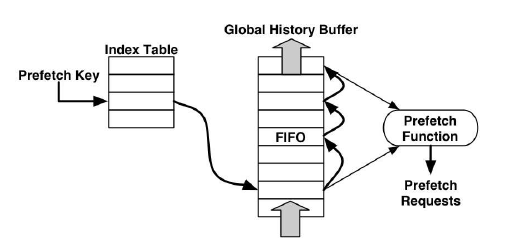 Global History Buffer
Index Table
Prefetch Key
FIFO
Prefetch
Function
Prefetch
Requests